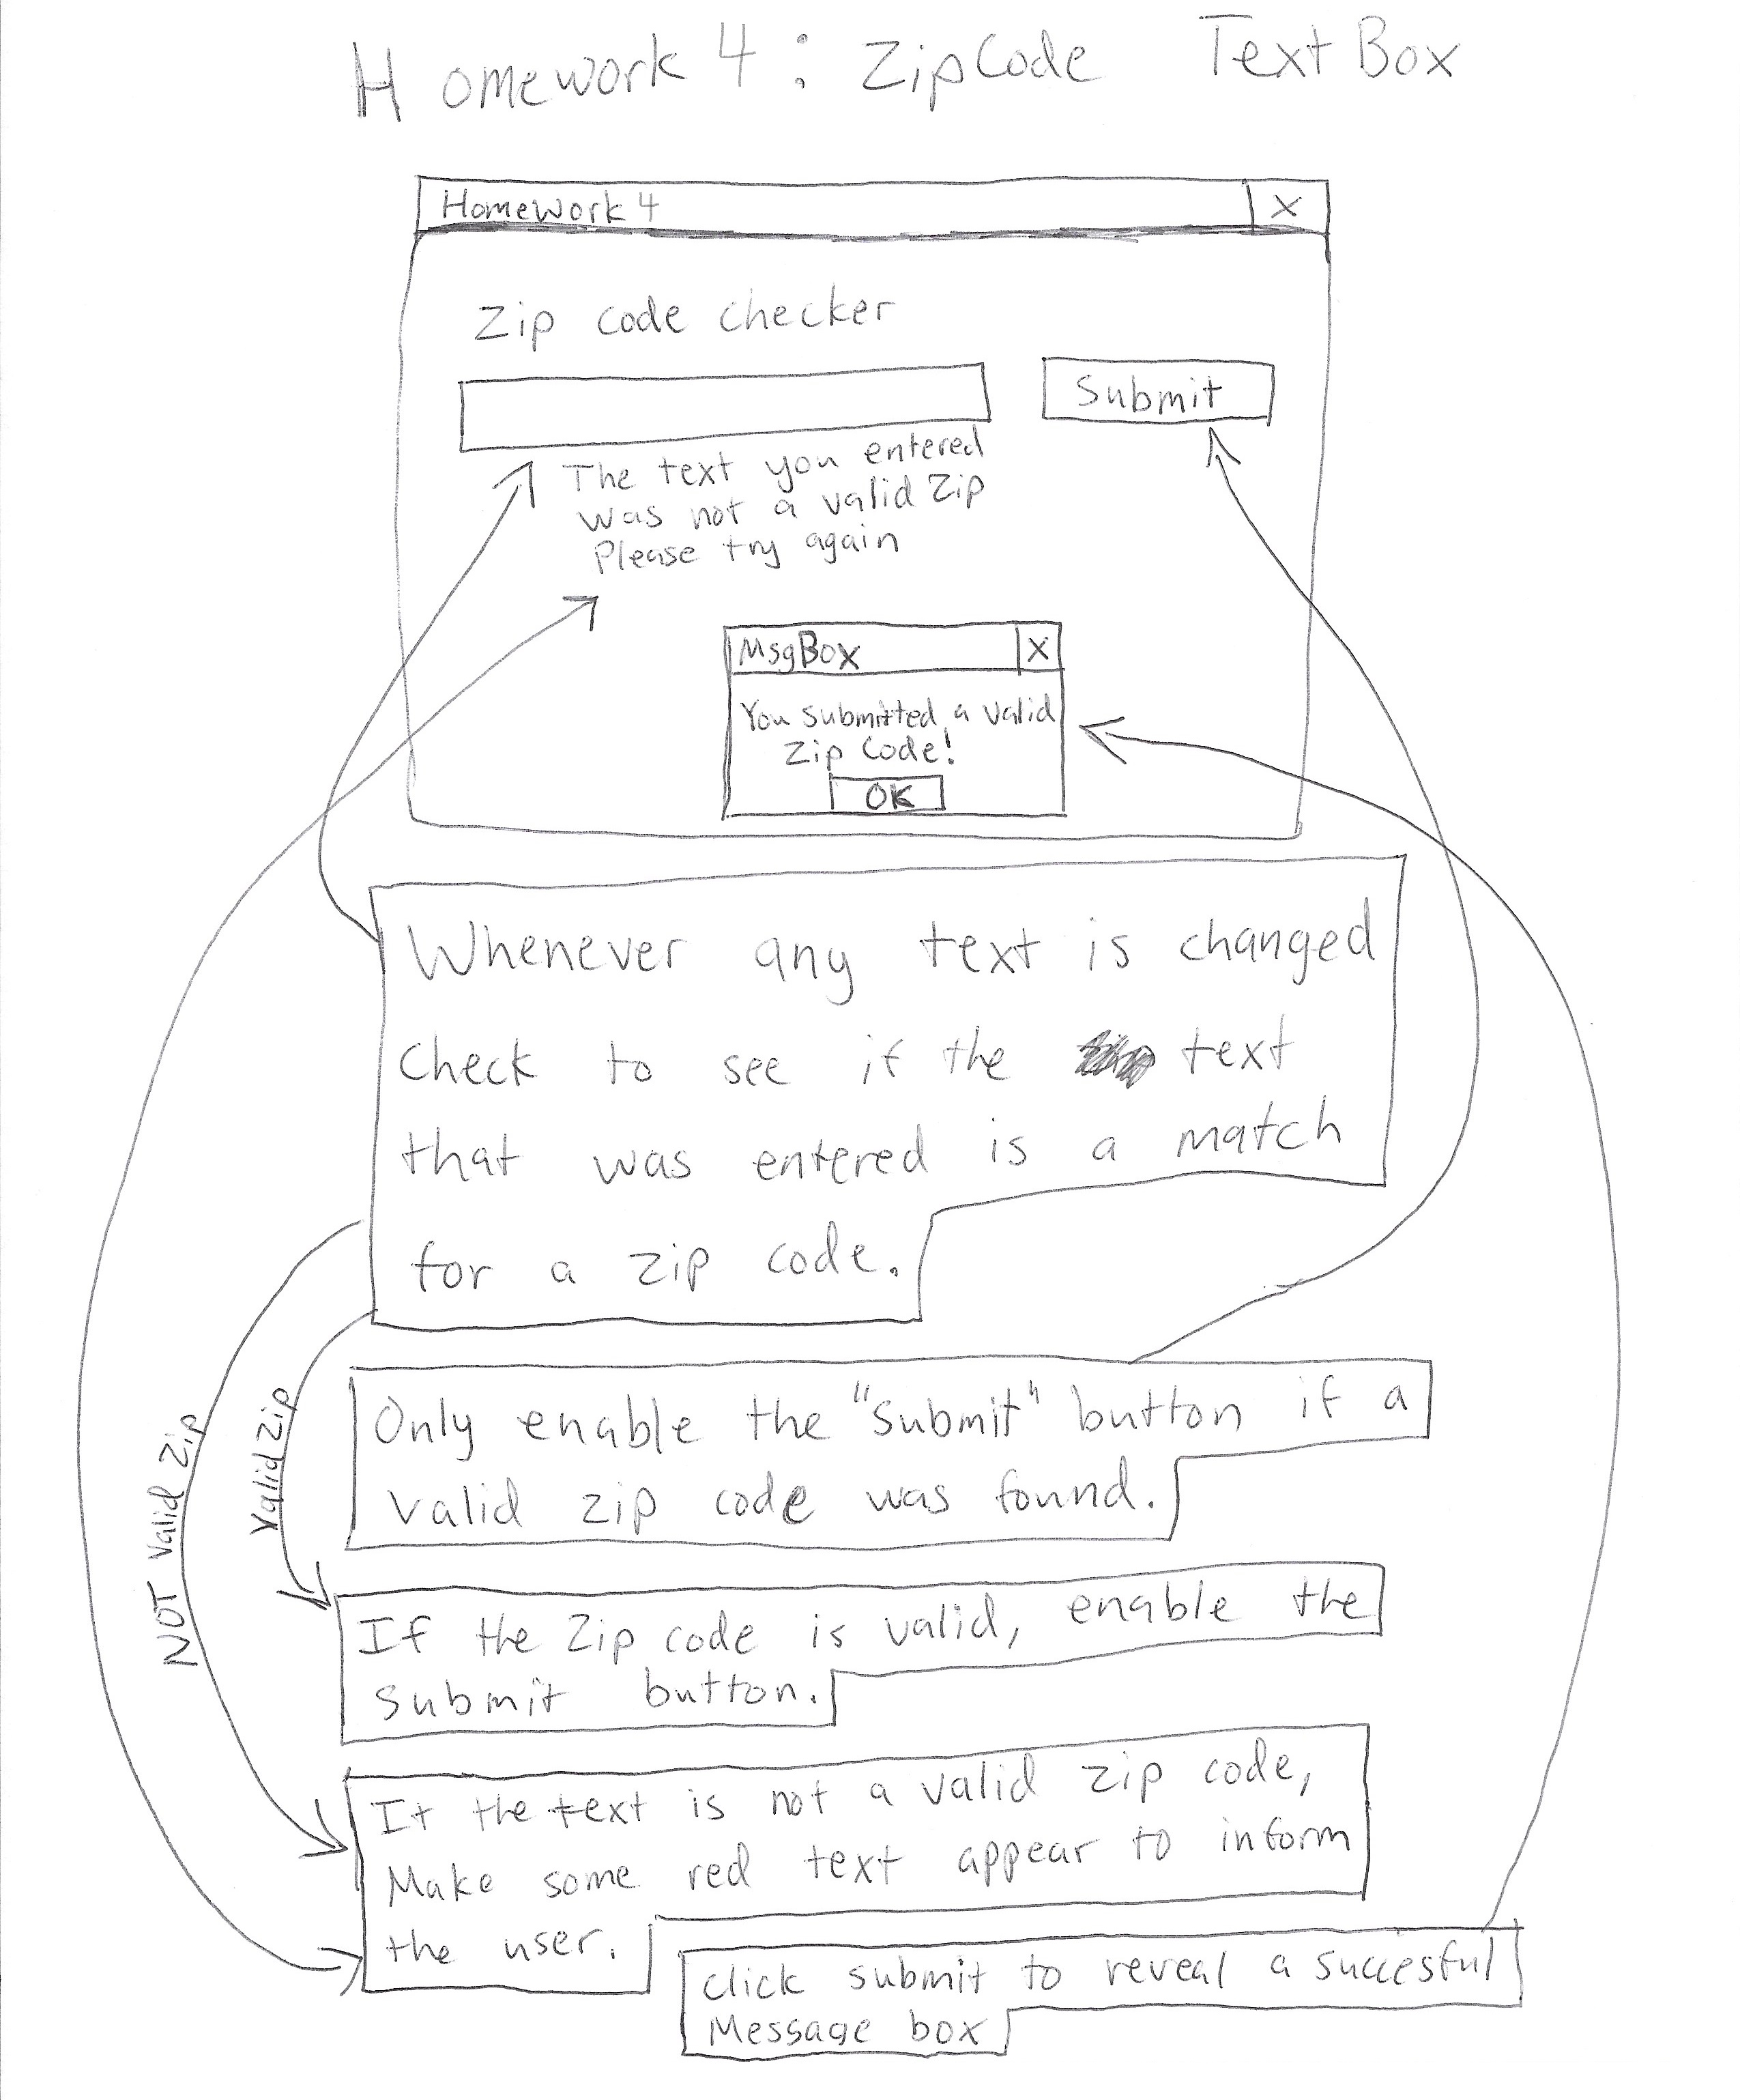 Homework 4: ZipCode TextBox
HomeWork 4 X
Zip code checker
Submit
The text you entered
was not a valid Zip
Please try again
MsgBox X
You submitted a valid
Zip Code!
OK
Whenever any text is changed
Check to see if the text
that was entered is a match
for a zip code.
Only enable the "Submit" button if a
valid zip code was found.
If the Zip code is valid, enable the
submit button.
If the text is not a valid zip code,
Make some red text appear to inform
the user.
Click submit to reveal a succesful
Message box
NOT Valid Zip
Valid Zip